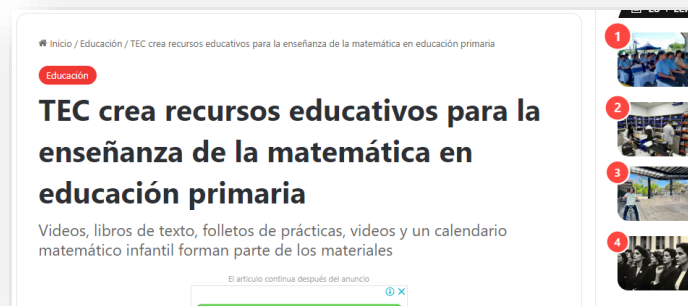 Inicio / Educación / TEC crea recursos educativos para la enseñanza de la matemática en educación primaria
Educación
TEC crea recursos educativos para la
enseñanza de la matemática en
educación primaria
Videos, libros de texto, folletos de prácticas, videos y un calendario
matemático infantil forman parte de los materiales
El artículo continua después del anuncio
1
2
3
4